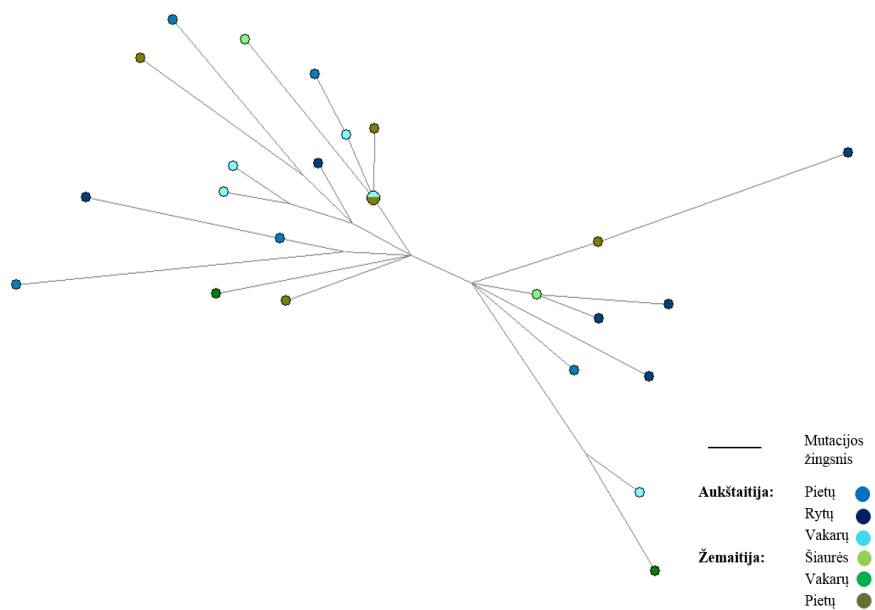 Mutacijos
žingsnis
Aukštaitija: Pietų
Rytų
Vakarų
Žemaitija: Šiaurės
Vakarų
Pietų